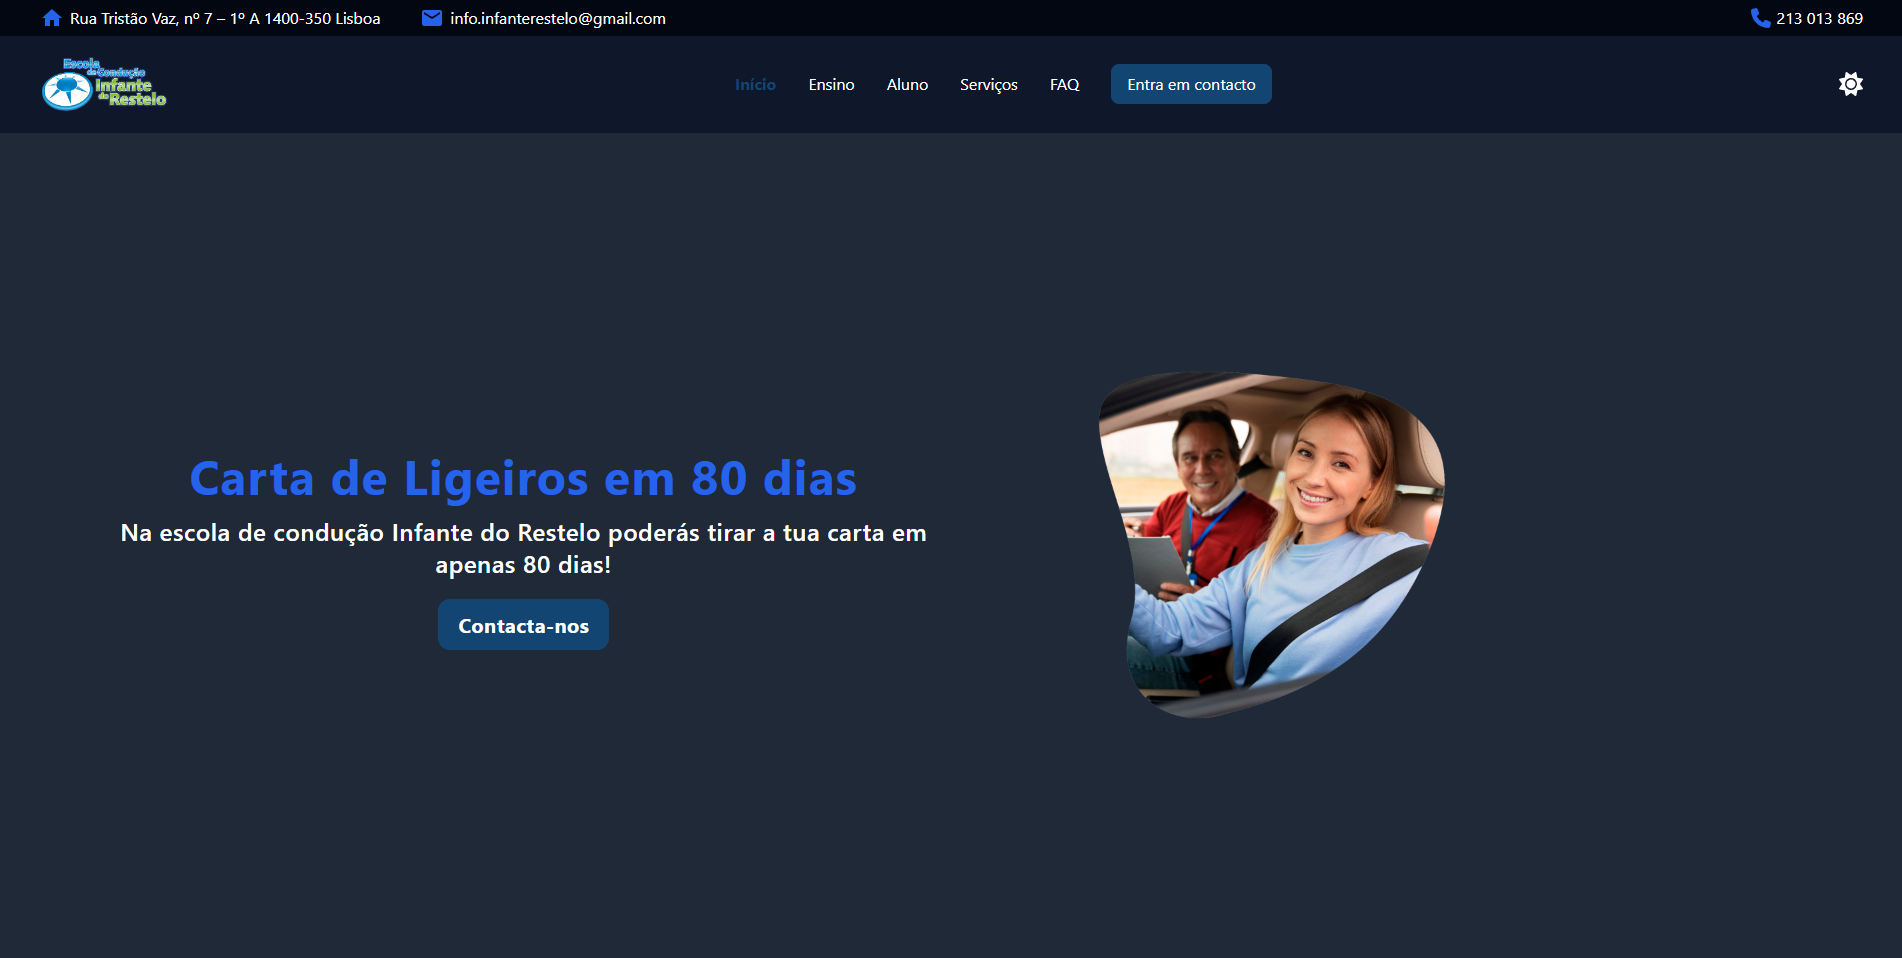 Rua Tristão Vaz, nº 7 – 1º A 1400-350 Lisboa
info.infanterestelo@gmail.com
213 013 869
Escola
de Condução
Infante
do Restelo
Início
Ensino
Aluno
Serviços
FAQ
Entra em contacto
Carta de Ligeiros em 80 dias
Na escola de condução Infante do Restelo poderás tirar a tua carta em
apenas 80 dias!
Contacta-nos